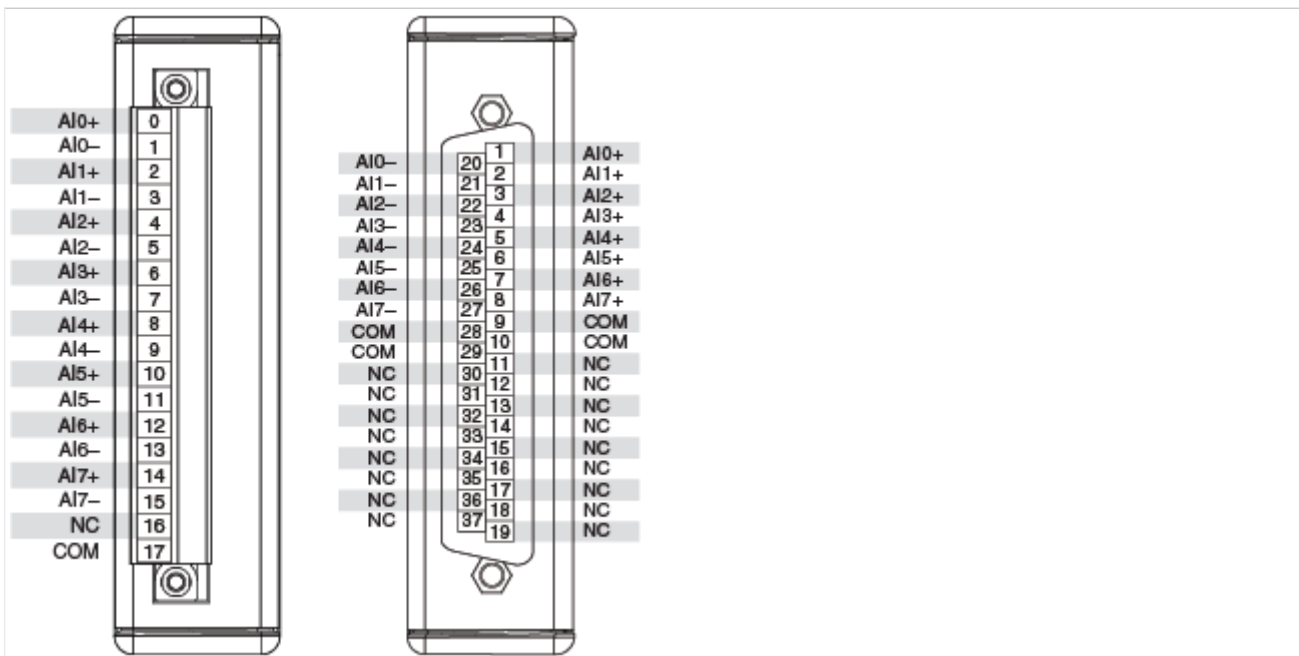 AI0+ 0
AI0– 1
AI1+ 2
AI1– 3
AI2+ 4
AI2– 5
AI3+ 6
AI3– 7
AI4+ 8
AI4– 9
AI5+ 10
AI5– 11
AI6+ 12
AI6– 13
AI7+ 14
AI7– 15
NC 16
COM 17
1 AI0+
AI0– 20
2 AI1+
AI1– 21
3 AI2+
AI2– 22
4 AI3+
AI3– 23
5 AI4+
AI4– 24
6 AI5+
AI5– 25
7 AI6+
AI6– 26
8 AI7+
AI7– 27
9 COM
COM 28
10 COM
COM 29
11 NC
NC 30
12 NC
NC 31
13 NC
NC 32
14 NC
NC 33
15 NC
NC 34
16 NC
NC 35
17 NC
NC 36
18 NC
NC 37
19 NC